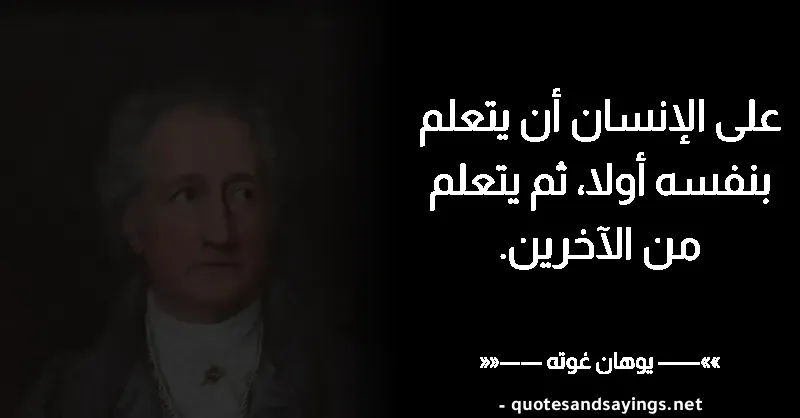 على الإنسان أن يتعلم
بنفسه أولا، ثم يتعلم
من الآخرين.
»»—— يوهان غوته ——««
- quotesandsayings.net